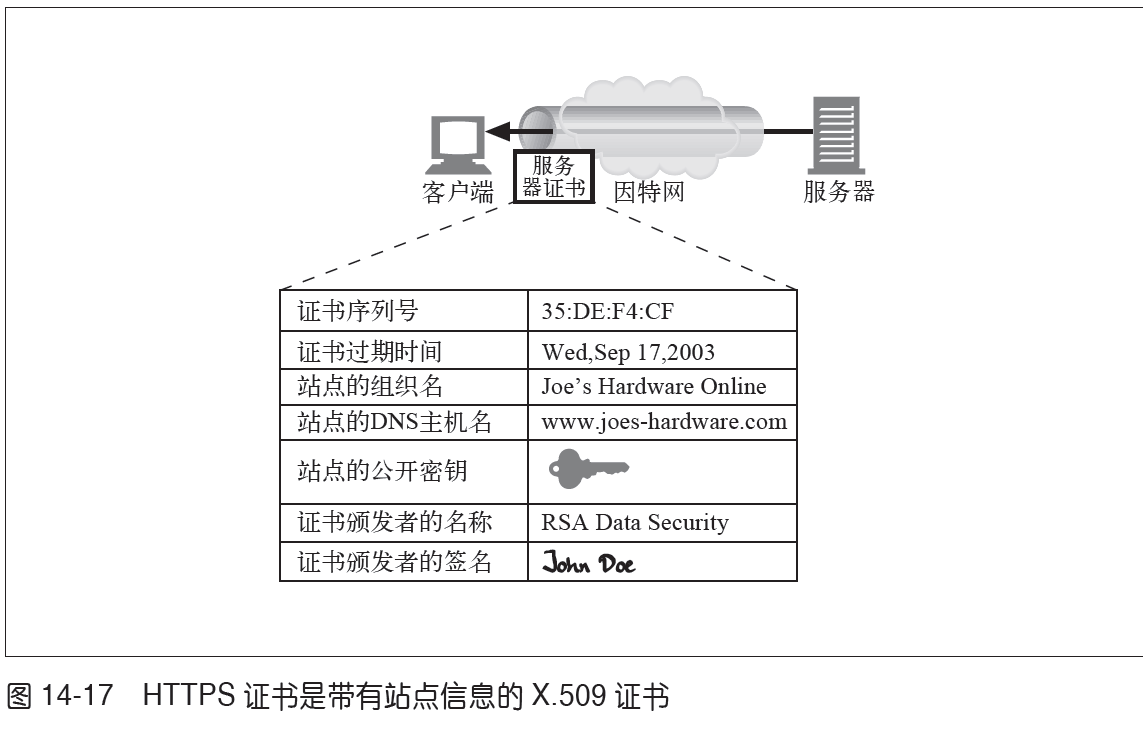 服务
器证书
客户端
因特网
服务器
证书序列号 35:DE:F4:CF
证书过期时间 Wed,Sep 17,2003
站点的组织名 Joe’s Hardware Online
站点的DNS主机名 www.joes-hardware.com
站点的公开密钥
证书颁发者的名称 RSA Data Security
证书颁发者的签名 John Doe
图 14-17 HTTPS 证书是带有站点信息的 X.509 证书